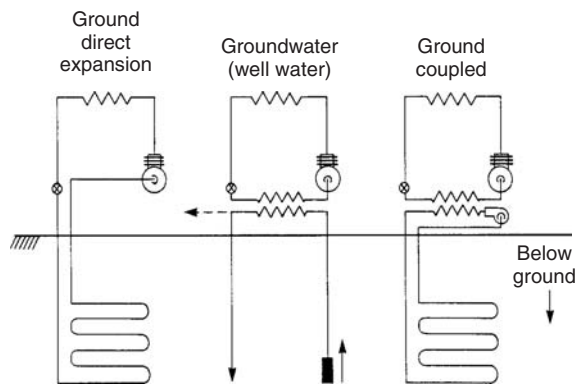 Ground
direct
expansion
Groundwater
(well water)
Ground
coupled
Below
ground